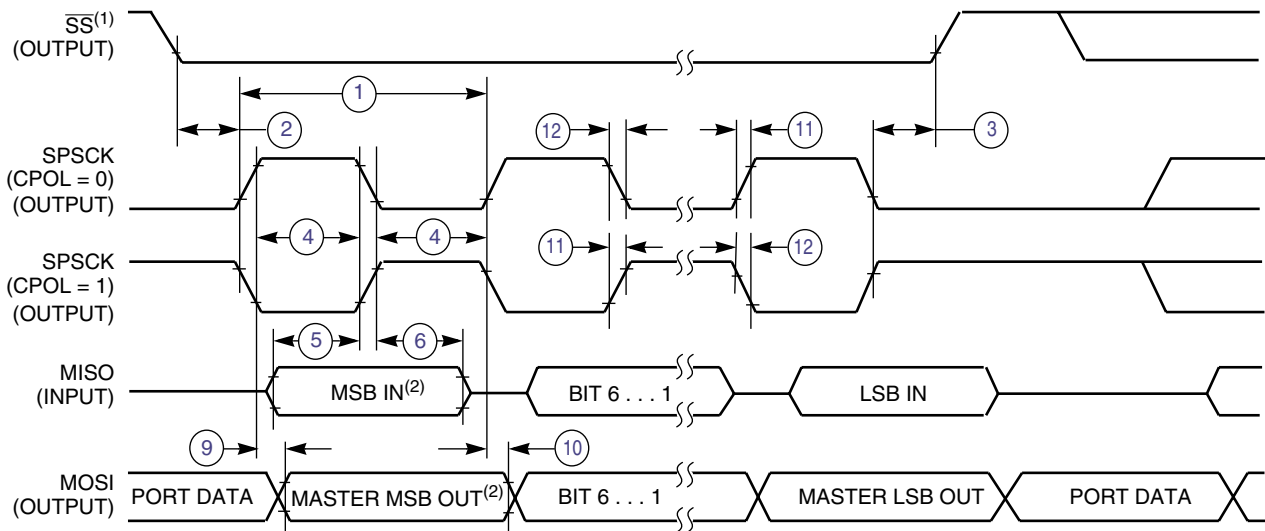 SS(1)
(OUTPUT)
1
2
12
11
3
SPSCK
(CPOL = 0)
(OUTPUT)
4
4
11
12
SPSCK
(CPOL = 1)
(OUTPUT)
5
6
MISO
(INPUT)
MSB IN(2)
BIT 6 . . . 1
LSB IN
9
10
MOSI
(OUTPUT)
PORT DATA
MASTER MSB OUT(2)
BIT 6 . . . 1
MASTER LSB OUT
PORT DATA